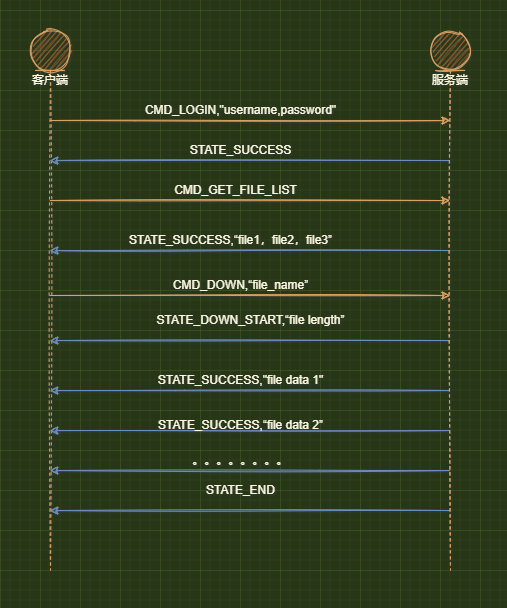 客户端 服务端
CMD_LOGIN,"username,password"
STATE_SUCCESS
CMD_GET_FILE_LIST
STATE_SUCCESS,“file1，file2，file3”
CMD_DOWN,“file_name”
STATE_DOWN_START,“file length”
STATE_SUCCESS,“file data 1”
STATE_SUCCESS,“file data 2”
。。。。。。。。
STATE_END